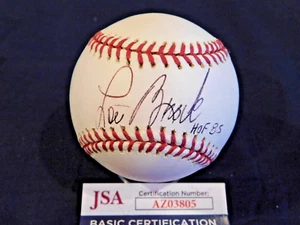 Lou Brock
HOF 85
JSA
Certification Number:
AZ03805
BASIC CERTIFICATION